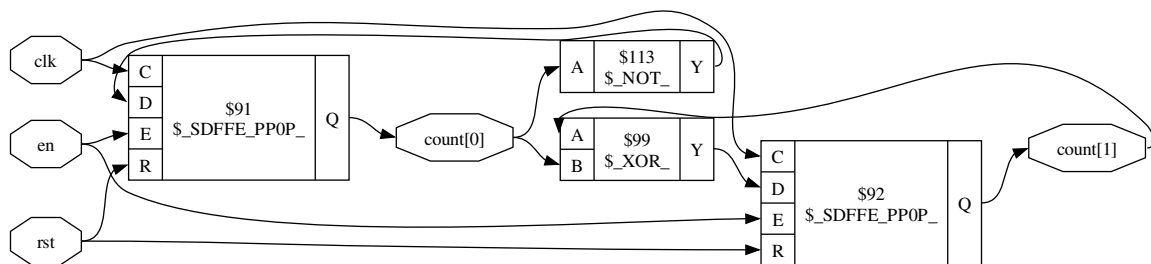 clk
en
rst
C
D
E
R
$91
$_SDFFE_PP0P_
Q
count[0]
A
$113
$_NOT_
Y
A
B
$99
$_XOR_
Y
C
D
E
R
$92
$_SDFFE_PP0P_
Q
count[1]